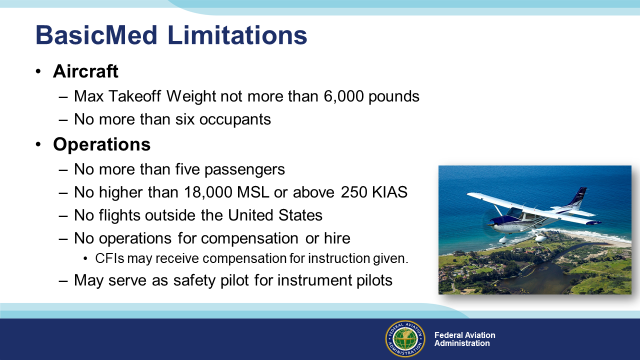 BasicMed Limitations
• Aircraft
– Max Takeoff Weight not more than 6,000 pounds
– No more than six occupants
• Operations
– No more than five passengers
– No higher than 18,000 MSL or above 250 KIAS
– No flights outside the United States
– No operations for compensation or hire
• CFIs may receive compensation for instruction given.
– May serve as safety pilot for instrument pilots
Federal Aviation
Administration